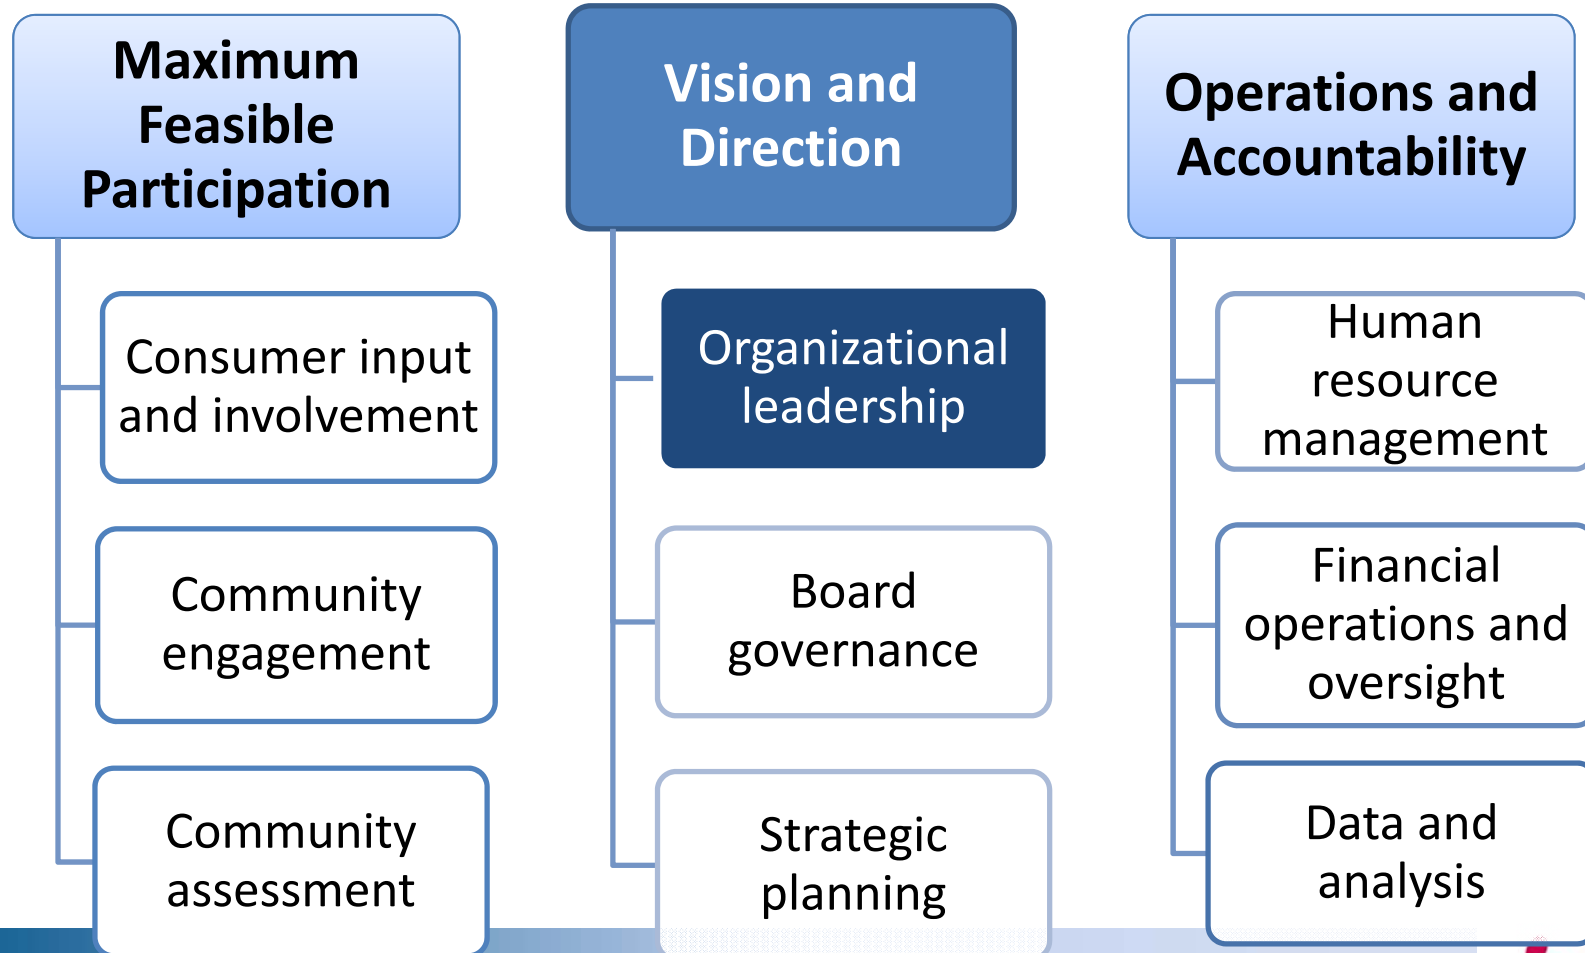 Maximum
Feasible
Participation
Consumer input
and involvement
Community
engagement
Community
assessment
Vision and
Direction
Organizational
leadership
Board
governance
Strategic
planning
Operations and
Accountability
Human
resource
management
Financial
operations and
oversight
Data and
analysis